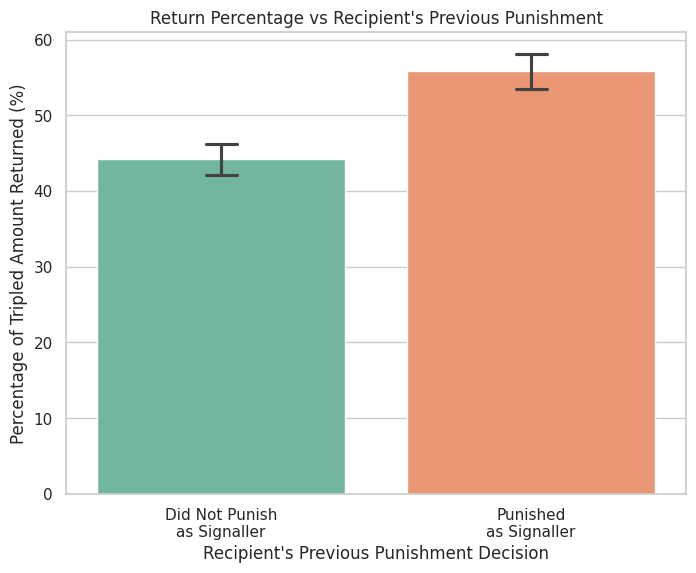 Return Percentage vs Recipient's Previous Punishment
Percentage of Tripled Amount Returned (%)
60
50
40
30
20
10
0
Did Not Punish
as Signaller
Punished
as Signaller
Recipient's Previous Punishment Decision